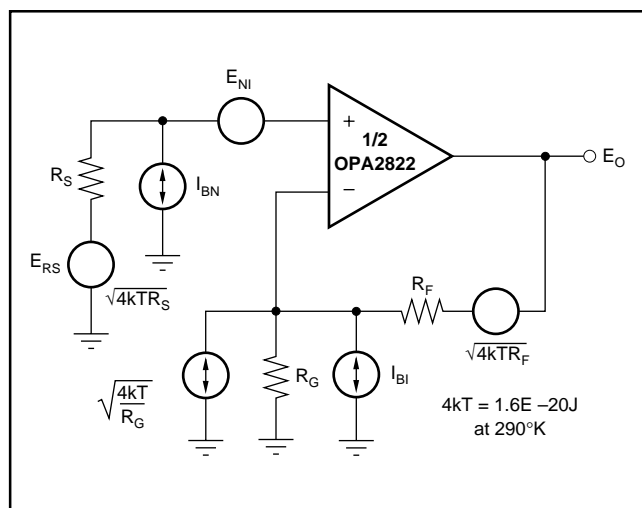 E_NI
+
1/2
OPA2822
−
E_O
R_S
I_BN
E_RS
√4kTR_S
R_F
√4kTR_F
√4kT/R_G
R_G
I_BI
4kT = 1.6E –20J
at 290°K